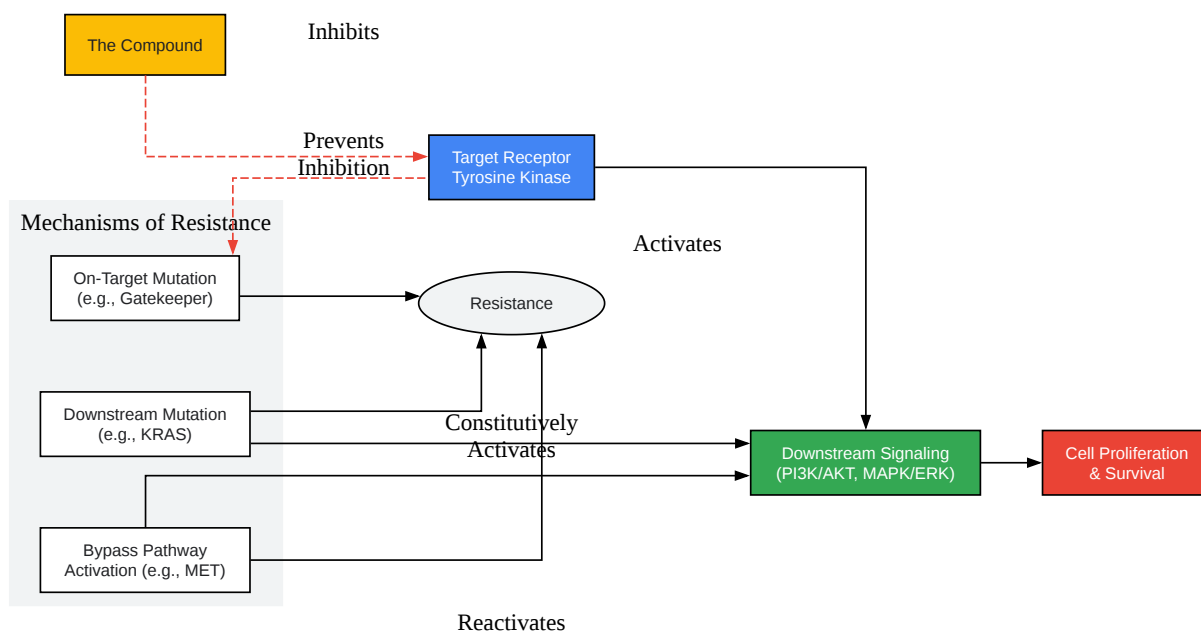 The Compound
Inhibits
Prevents
Inhibition
Target Receptor
Tyrosine Kinase
Mechanisms of Resistance
On-Target Mutation
(e.g., Gatekeeper)
Activates
Resistance
Downstream Mutation
(e.g., KRAS)
Constitutively
Activates
Downstream Signaling
(PI3K/AKT, MAPK/ERK)
Cell Proliferation
& Survival
Bypass Pathway
Activation (e.g., MET)
Reactivates